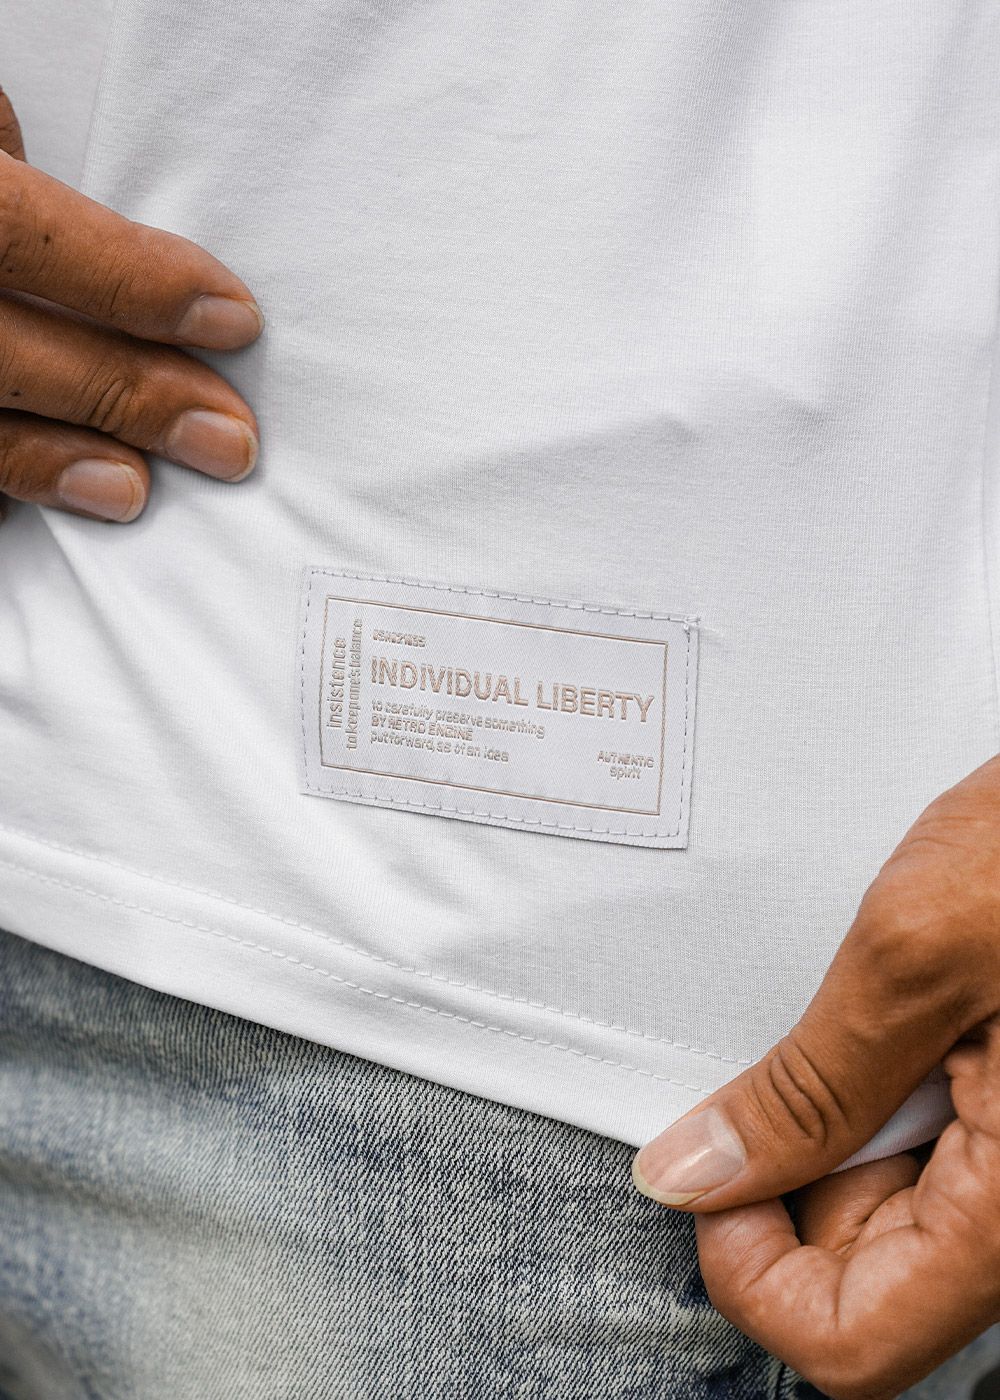 insistence
to keep one's balance
INDIVIDUAL LIBERTY
to carefully preserve something
BY RETRO ENGINE
put forward, as of an idea
AUTHENTIC
spirit